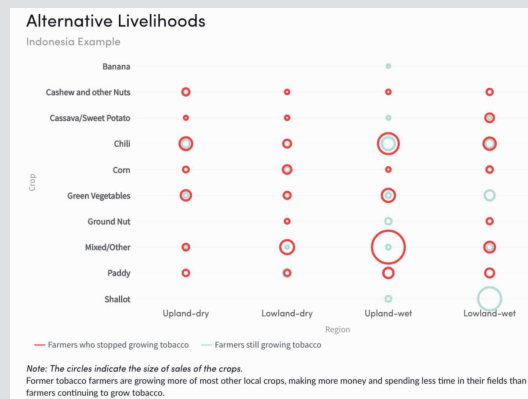 Alternative Livelihoods
Indonesia Example
Banana
Cashew and other Nuts
Cassava/Sweet Potato
Chili
Corn
Green Vegetables
Ground Nut
Mixed/Other
Paddy
Shallot
Crop
Upland-dry Lowland-dry Upland-wet Lowland-wet
Region
Farmers who stopped growing tobacco Farmers still growing tobacco
Note: The circles indicate the size of sales of the crops.
Former tobacco farmers are growing more of most other local crops, making more money and spending less time in their fields than
farmers continuing to grow tobacco.